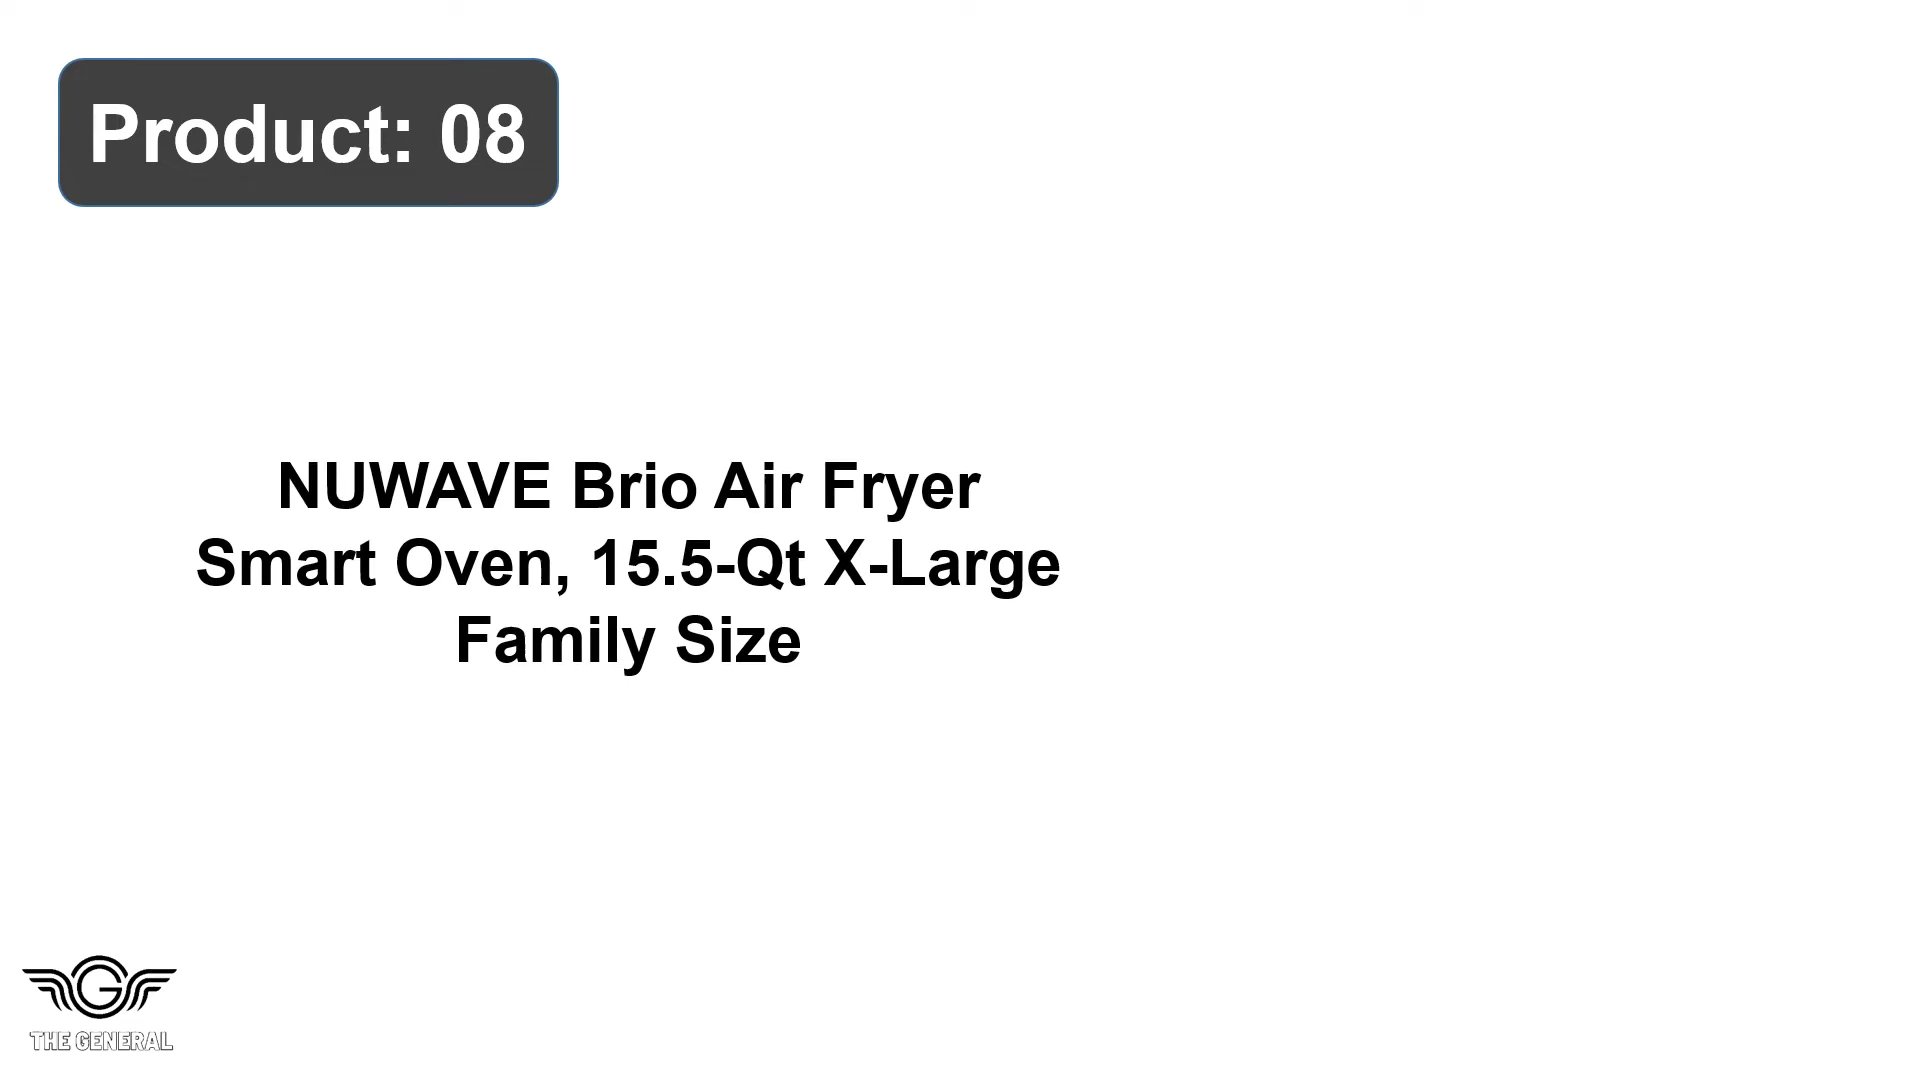 Product: 08
NUWAVE Brio Air Fryer
Smart Oven, 15.5-Qt X-Large
Family Size
G
THE GENERAL